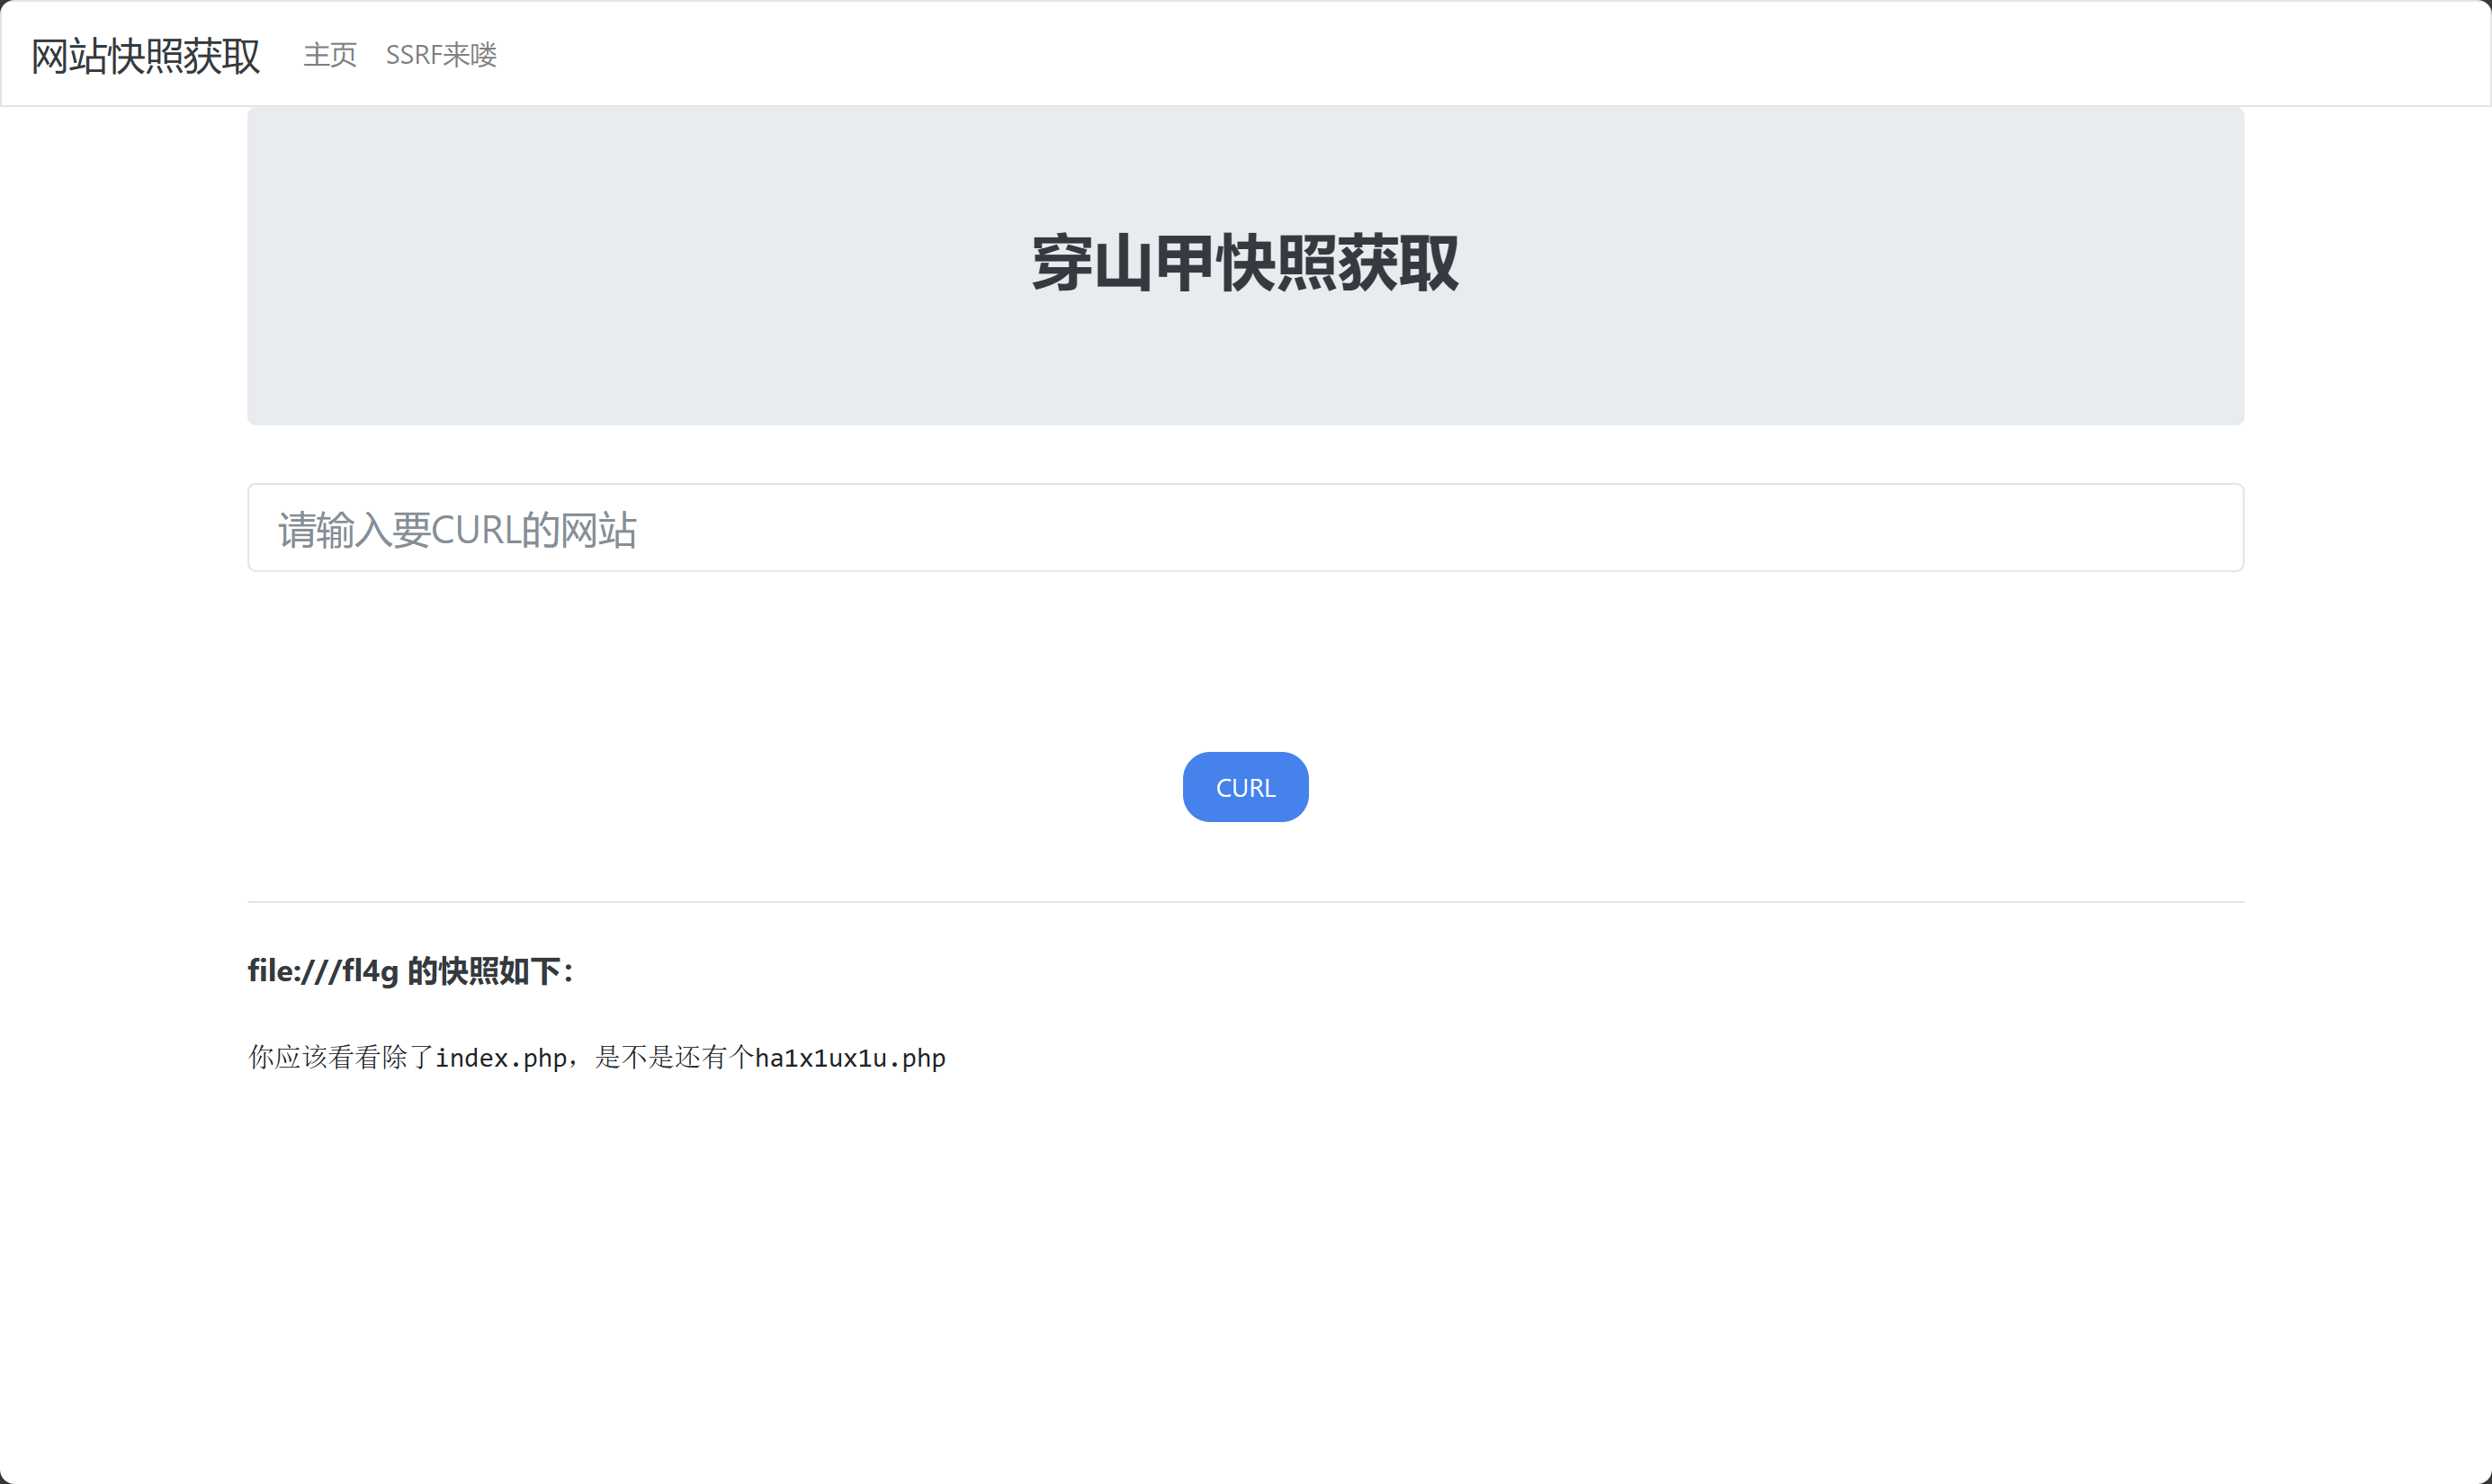 网站快照获取 主页 SSRF来喽
穿山甲快照获取
请输入要CURL的网站
CURL
file:///fl4g 的快照如下：
你应该看看除了index.php，是不是还有个ha1x1ux1u.php